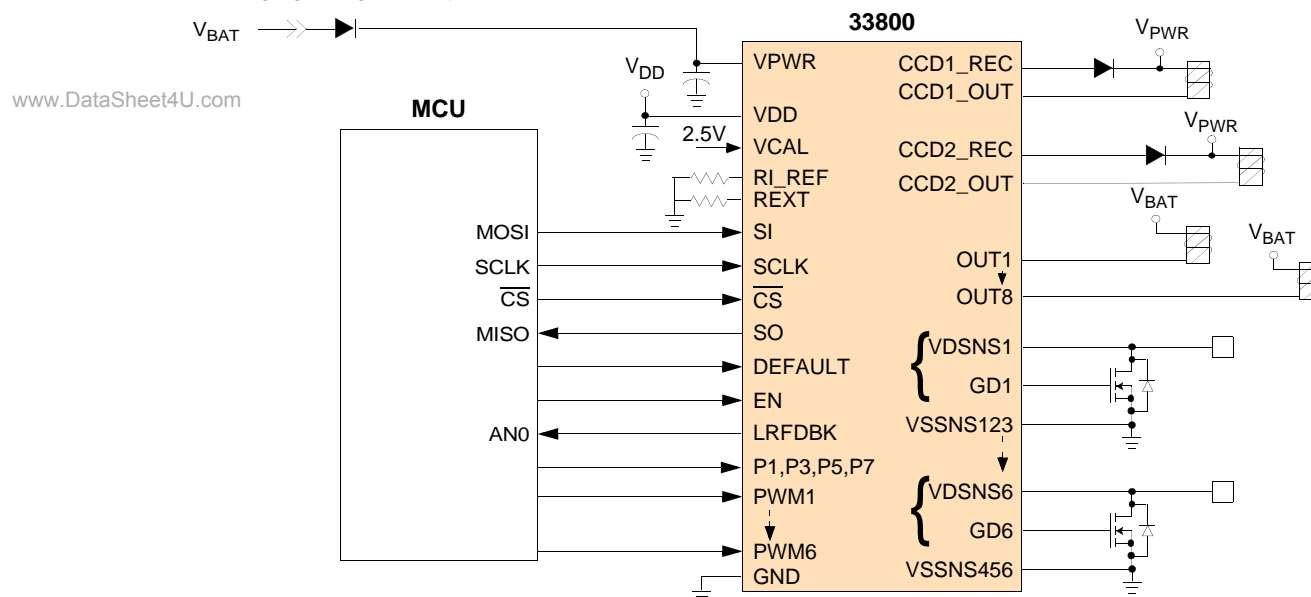 33800
V_BAT
V_PWR
V_DD
VPWR
CCD1_REC
CCD1_OUT
www.DataSheet4U.com
MCU
VDD
2.5V
VCAL
V_PWR
CCD2_REC
CCD2_OUT
RI_REF
REXT
V_BAT
V_BAT
MOSI
SI
SCLK
SCLK
OUT1
CS
CS
OUT8
MISO
SO
VDSNS1
DEFAULT
GD1
EN
VSSNS123
AN0
LRFDBK
P1,P3,P5,P7
PWM1
VDSNS6
GD6
PWM6
GND
VSSNS456